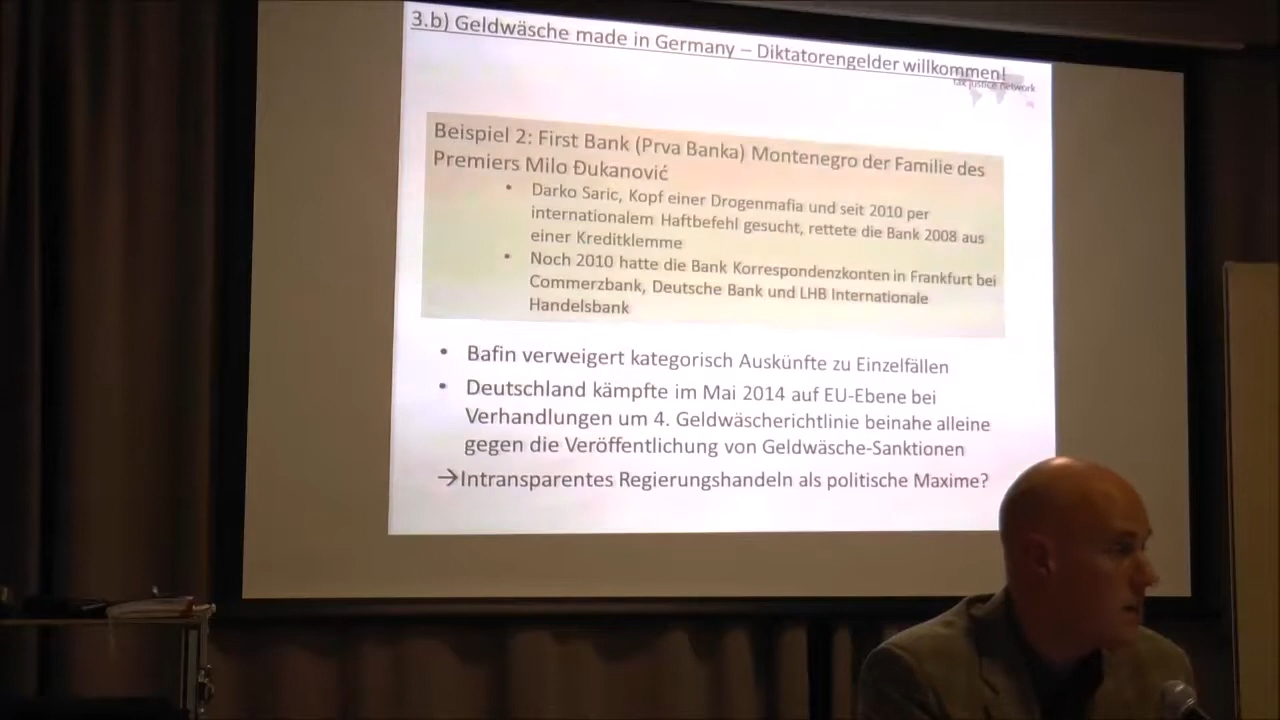 3.b) Geldwäsche made in Germany – Diktatorengelder willkommen!
tax justice network
Beispiel 2: First Bank (Prva Banka) Montenegro der Familie des
Premiers Milo Đukanović
• Darko Saric, Kopf einer Drogenmafia und seit 2010 per
internationalem Haftbefehl gesucht, rettete die Bank 2008 aus
einer Kreditklemme
• Noch 2010 hatte die Bank Korrespondenzkonten in Frankfurt bei
Commerzbank, Deutsche Bank und LHB Internationale
Handelsbank
• Bafin verweigert kategorisch Auskünfte zu Einzelfällen
• Deutschland kämpfte im Mai 2014 auf EU-Ebene bei
Verhandlungen um 4. Geldwäscherichtlinie beinahe alleine
gegen die Veröffentlichung von Geldwäsche-Sanktionen
→Intransparentes Regierungshandeln als politische Maxime?